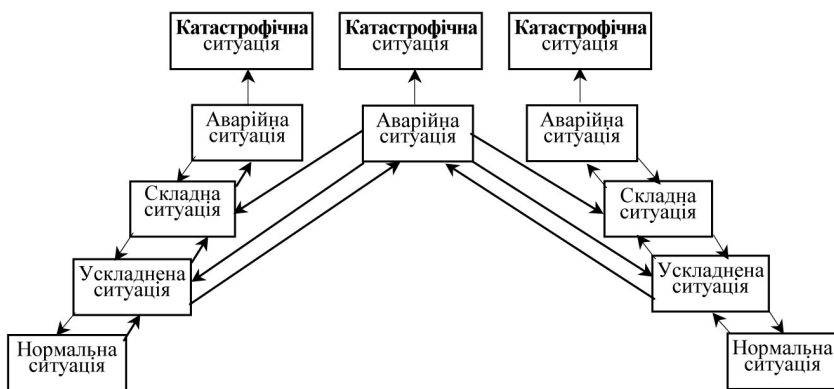 Катастрофічна
ситуація
Катастрофічна
ситуація
Катастрофічна
ситуація
Аварійна
ситуація
Аварійна
ситуація
Аварійна
ситуація
Складна
ситуація
Складна
ситуація
Ускладнена
ситуація
Ускладнена
ситуація
Нормальна
ситуація
Нормальна
ситуація